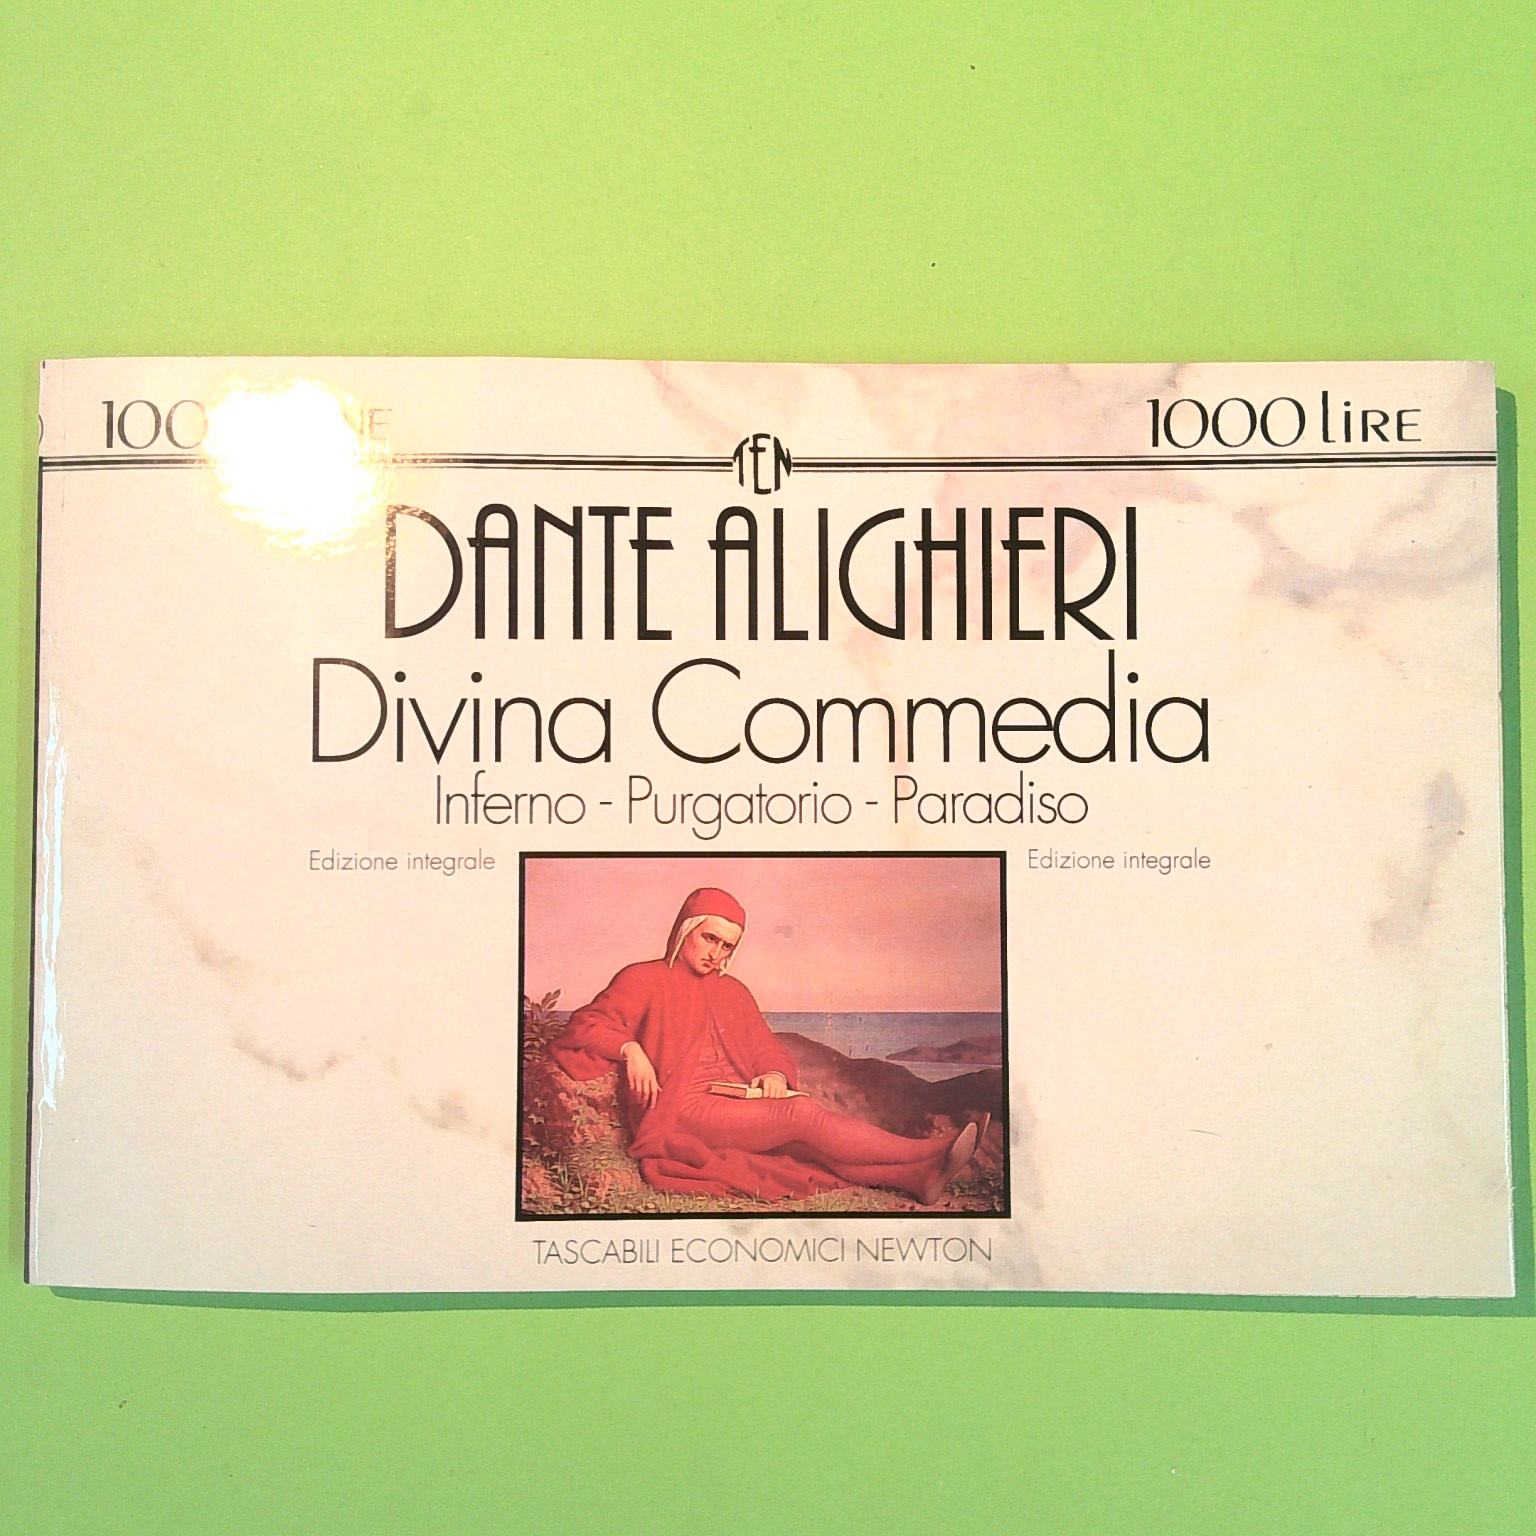 1000 lire
TEN
DANTE ALIGHIERI
Divina Commedia
Inferno - Purgatorio - Paradiso
Edizione integrale Edizione integrale
TASCABILI ECONOMICI NEWTON